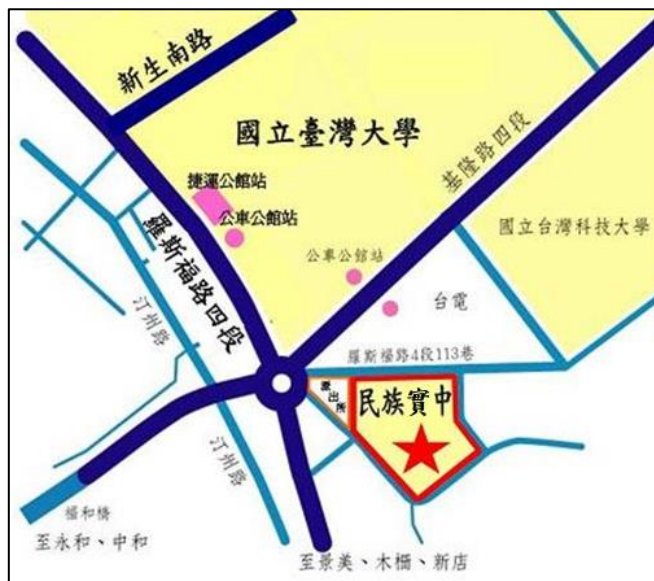 新生南路
國立臺灣大學
基隆路四段
捷運公館站
公車公館站
羅斯福路四段
國立台灣科技大學
公車公館站
台電
汀州路
羅斯福路4段113巷
派出所
民族實中
汀州路
福和橋
至永和、中和
至景美、木柵、新店